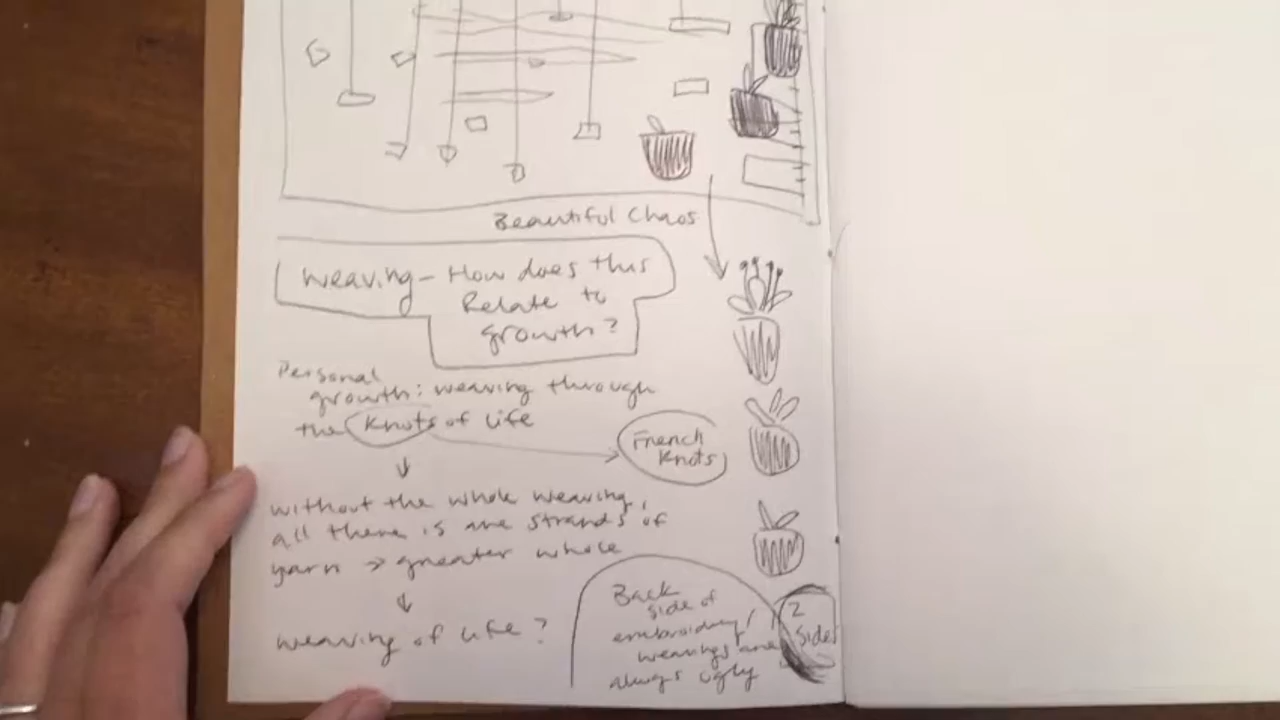 Beautiful Chaos
Weaving - How does this
Relate to
growth?
Personal
growth: weaving through
the Knots of life
French
Knots
without the whole weaving,
all there is are strands of
yarn → greater whole
weaving of life?
Back
side of
embroidery/
weavings are
always ugly
2
Sides